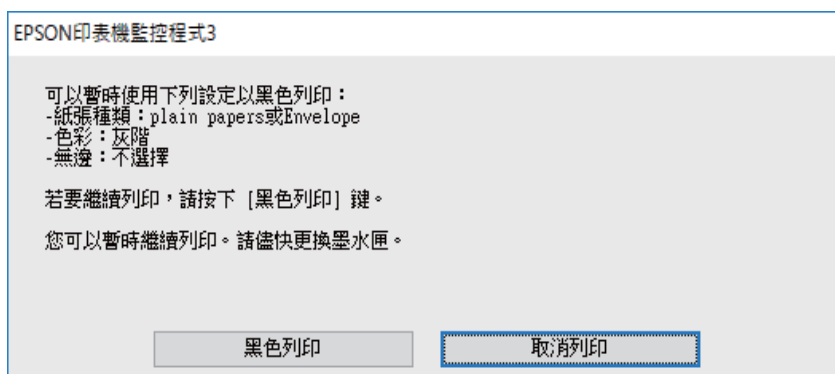 EPSON印表機監控程式3
可以暫時使用下列設定以黑色列印：
-紙張種類：plain papers或Envelope
-色彩：灰階
-無邊：不選擇
若要繼續列印，請按下 [黑色列印] 鍵。
您可以暫時繼續列印。請儘快更換墨水匣。
黑色列印
取消列印